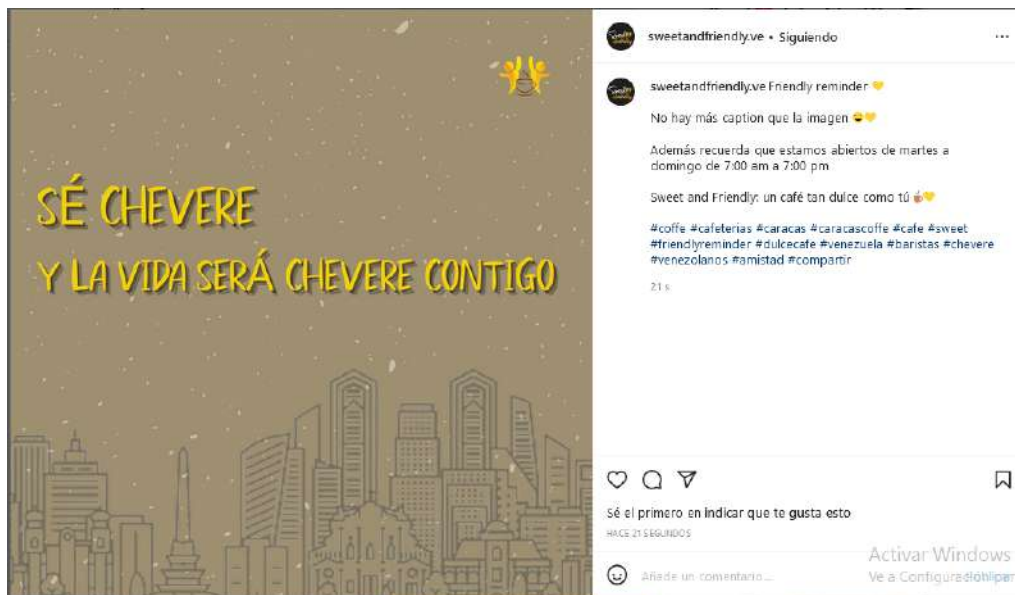 SÉ CHEVERE
Y LA VIDA SERÁ CHEVERE CONTIGO
sweetandfriendly.ve • Siguiendo
sweetandfriendly.ve Friendly reminder 💛
No hay más caption que la imagen 😄💛
Además recuerda que estamos abiertos de martes a
domingo de 7:00 am a 7:00 pm
Sweet and Friendly: un café tan dulce como tú ☕💛
#coffe #cafeterias #caracas #caracascoffe #cafe #sweet
#friendlyreminder #dulcecafe #venezuela #baristas #chevere
#venezolanos #amistad #compartir
21 s
Sé el primero en indicar que te gusta esto
HACE 21 SEGUNDOS
Añade un comentario...
Activar Windows
Ve a Configuración par